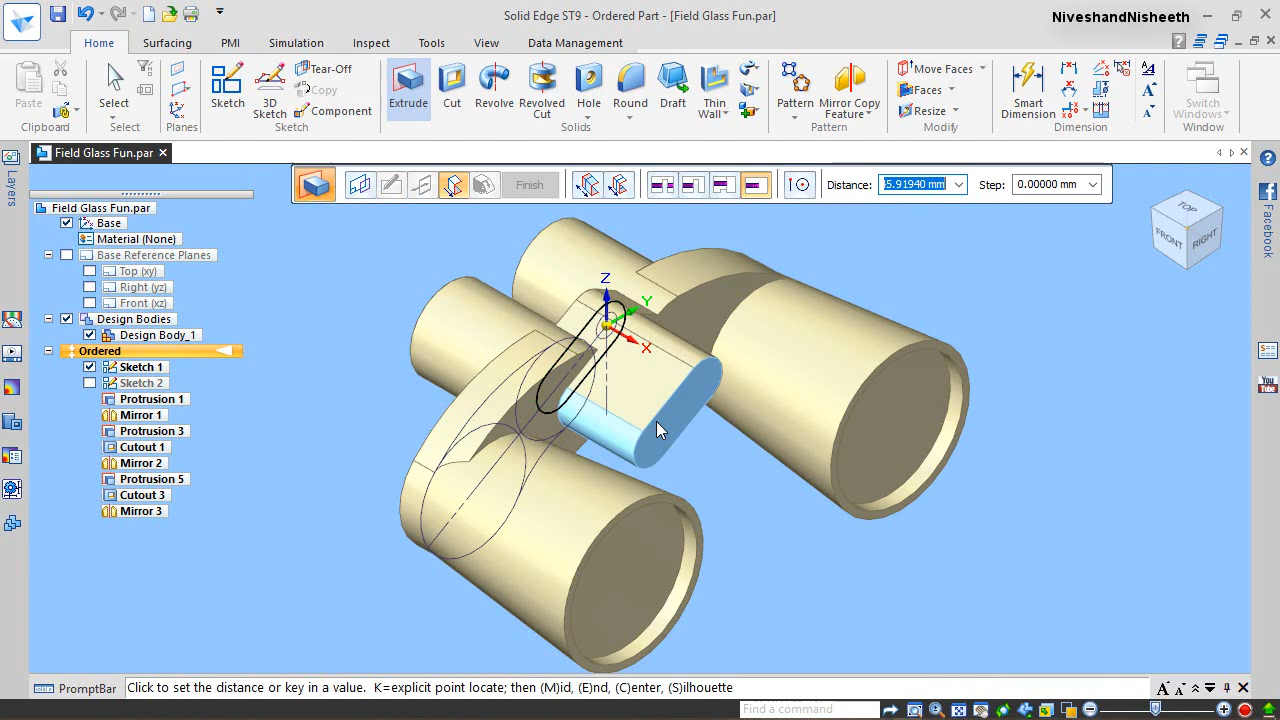 Solid Edge ST9 - Ordered Part - [Field Glass Fun.par]
NiveshandNisheeth
Home
Surfacing
PMI
Simulation
Inspect
Tools
View
Data Management
Paste
Clipboard
Select
Select
Planes
Sketch
3D
Sketch
Tear-Off
Copy
Component
Sketch
Extrude
Cut
Revolve
Revolved
Cut
Hole
Round
Draft
Thin
Wall
Solids
Pattern
Mirror Copy
Feature
Pattern
Move Faces
Faces
Resize
Modify
Smart
Dimension
Dimension
Switch
Windows
Window
Field Glass Fun.par
Finish
Distance:
5.91940 mm
Step:
0.00000 mm
Layers
Facebook
You
Tube
Field Glass Fun.par
Base
Material (None)
Base Reference Planes
Top (xy)
Right (yz)
Front (xz)
Design Bodies
Design Body_1
Ordered
Sketch 1
Sketch 2
Protrusion 1
Mirror 1
Protrusion 3
Cutout 1
Mirror 2
Protrusion 5
Cutout 3
Mirror 3
Z
Y
X
TOP
FRONT
RIGHT
PromptBar
Click to set the distance or key in a value. K=explicit point locate; then (M)id, (E)nd, (C)enter, (S)ilhouette
Find a command